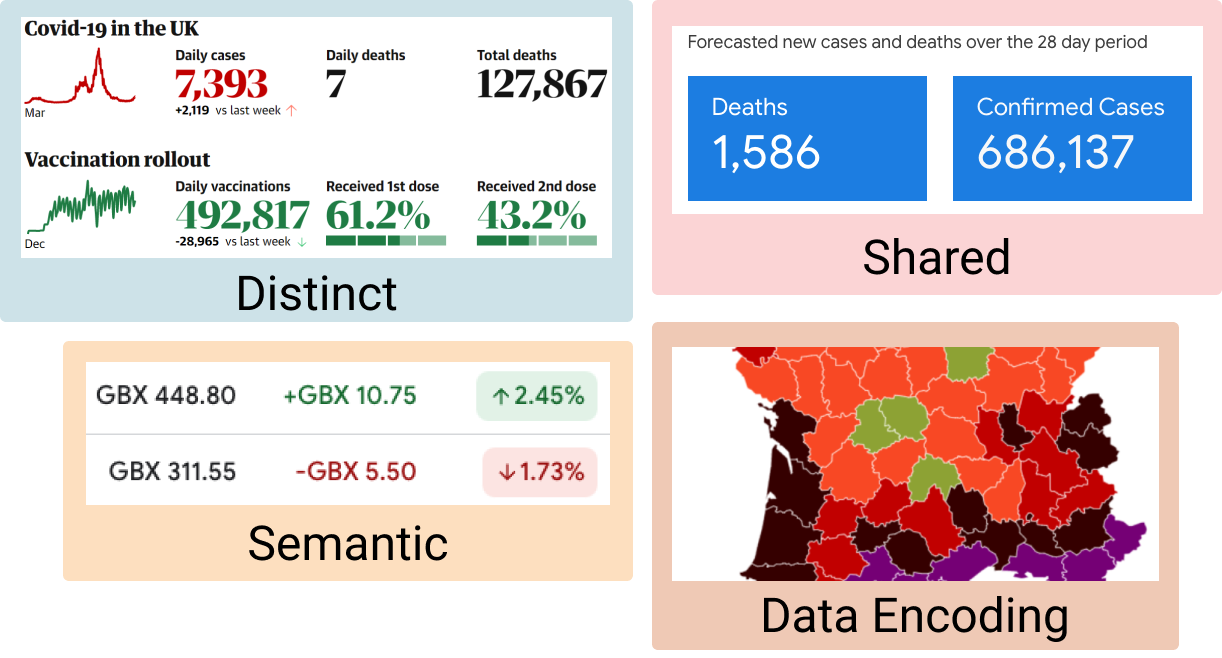 Covid-19 in the UK
Daily cases
Daily deaths
Total deaths
7,393
7
127,867
+2,119 vs last week ↑
Mar
Vaccination rollout
Daily vaccinations
Received 1st dose
Received 2nd dose
492,817
61.2%
43.2%
-28,965 vs last week ↓
Dec
Distinct
Forecasted new cases and deaths over the 28 day period
Deaths
Confirmed Cases
1,586
686,137
Shared
GBX 448.80 +GBX 10.75 ↑2.45%
GBX 311.55 -GBX 5.50 ↓1.73%
Semantic
Data Encoding